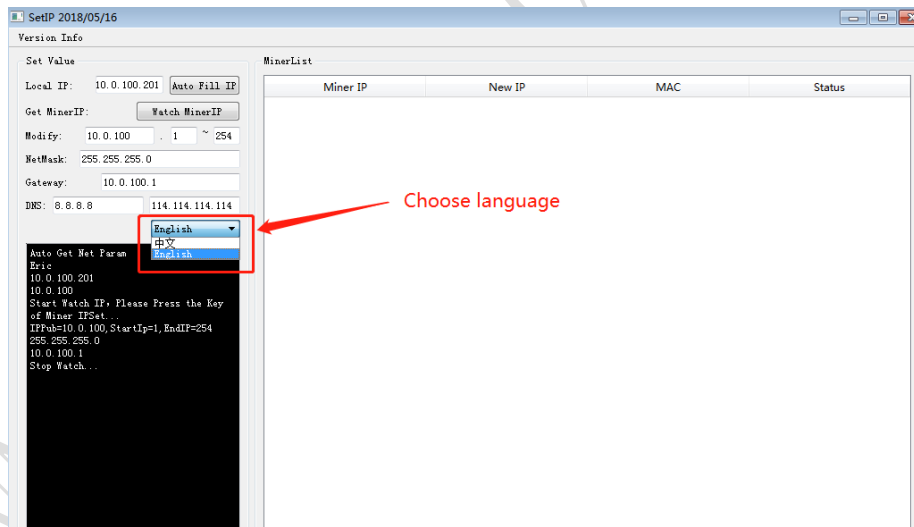 SetIP 2018/05/16
Version Info
Set Value
Local IP: 10. 0. 100. 201 Auto Fill IP
Get MinerIP: Watch MinerIP
Modify: 10. 0. 100 . 1 ~ 254
NetMask: 255. 255. 255. 0
Gateway: 10. 0. 100. 1
DNS: 8. 8. 8. 8 114. 114. 114. 114
English
中文
English
Auto Get Net Param
Eric
10. 0. 100. 201
10. 0. 100
Start Watch IP, Please Press the Key
of Miner IPSet...
IPPub=10. 0. 100, StartIp=1, EndIP=254
255. 255. 255. 0
10. 0. 100. 1
Stop Watch...
MinerList
Miner IP New IP MAC Status
Choose language